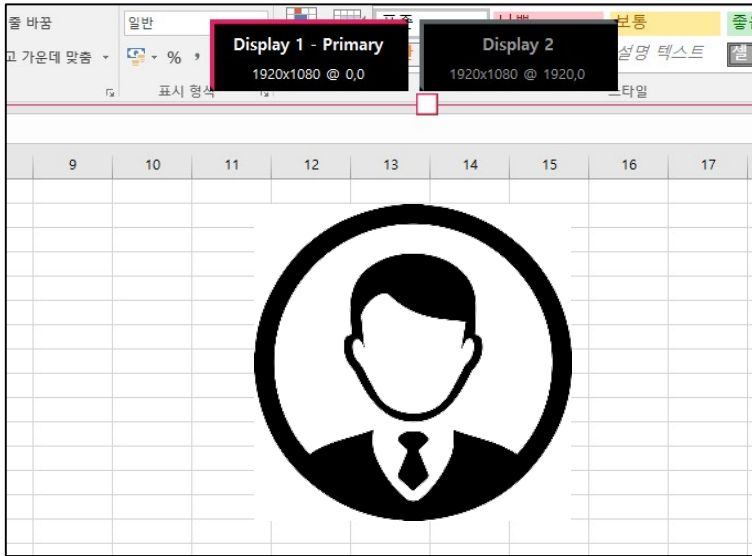 줄 바꿈
일반
고 가운데 맞춤
%
,
표시 형식
Display 1 - Primary
1920x1080 @ 0,0
Display 2
1920x1080 @ 1920,0
보통
설명 텍스트
셀
스타일
9 10 11 12 13 14 15 16 17